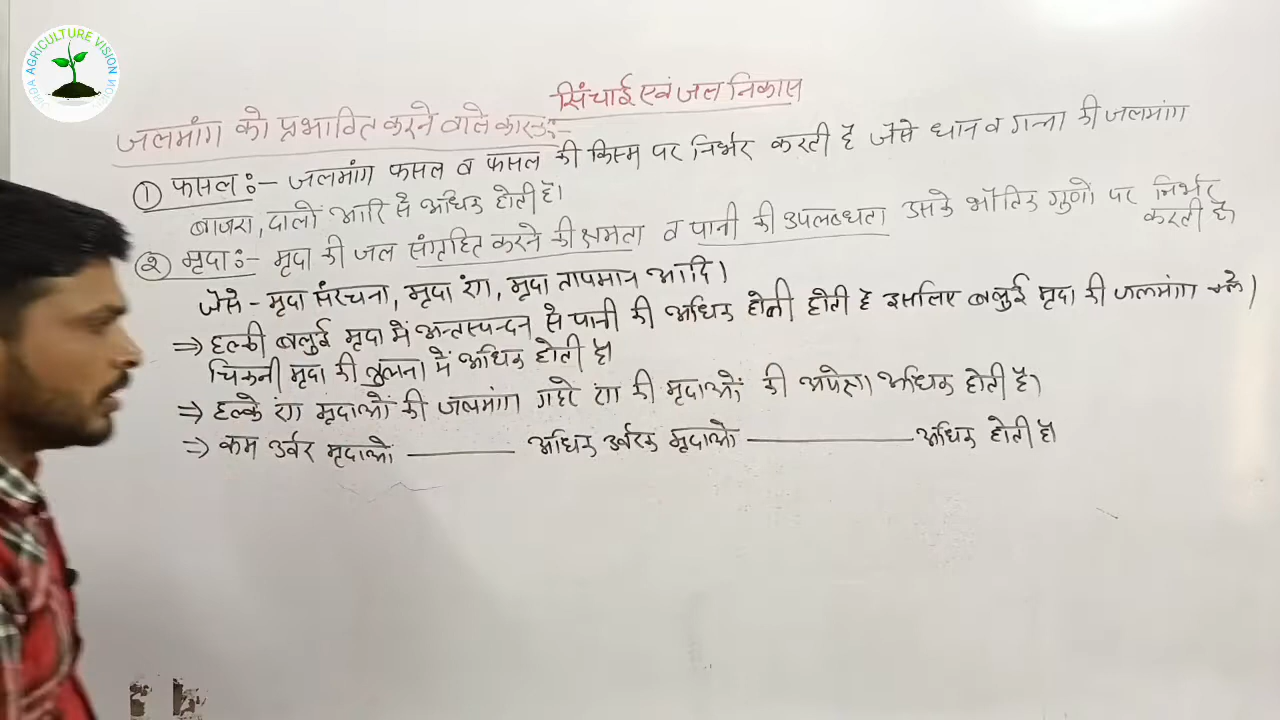 AGRICULTURE VISION
सिंचाई एवं जल निकास
जलमांग को प्रभावित करने वाले कारक:-
① फसल :- जलमांग फसल व फसल की किस्म पर निर्भर करती है जैसे धान व गन्ना की जलमांग
बाजरा, दालों आदि से अधिक होती है।
② मृदा :- मृदा की जल संग्रहित करने की क्षमता व पानी की उपलब्धता उसके भौतिक गुणो पर निर्भर
करती है।
जैसे - मृदा संरचना, मृदा रंग, मृदा तापमान आदि।
⇒ हल्की बलुई मृदा में अन्तस्पन्दन से पानी की अधिक होनी होती है इसलिए बलुई मृदा की जलमंाग
चिकनी मृदा की तुलना में अधिक होती है।
⇒ हल्के रंग मृदाओं की जलमंाग गहरे रंग की मृदाओं की अपेक्षा अधिक होती है।
⇒ कम उर्वर मृदाओ ——— अधिक उर्वरक मृदाओ ——— अधिक होती है।